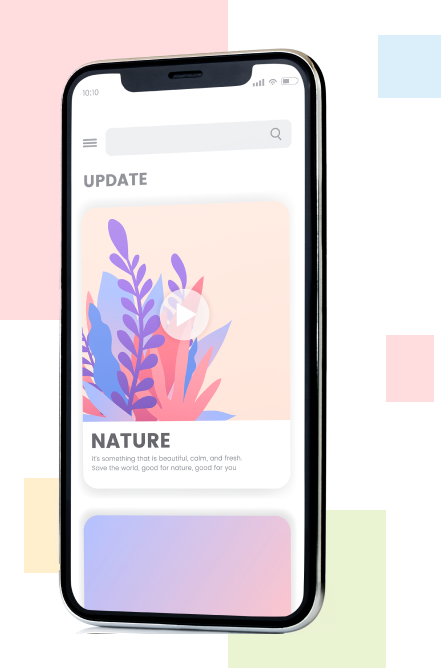 10:10
UPDATE
NATURE
It's something that is beautiful, calm, and fresh.
Save the world, good for nature, good for you